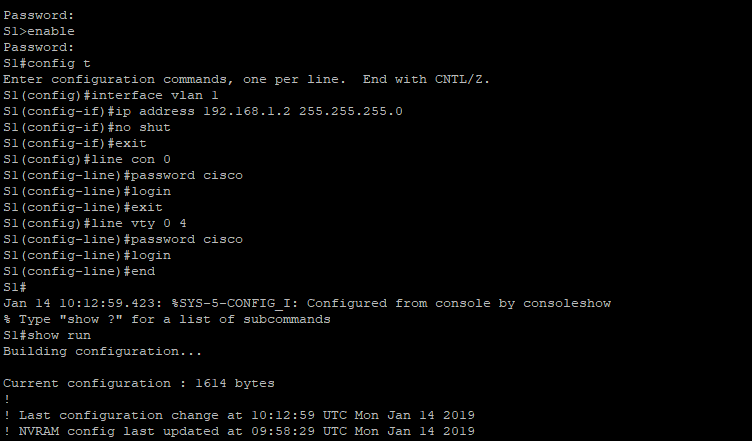 Password:
S1>enable
Password:
S1#config t
Enter configuration commands, one per line.  End with CNTL/Z.
S1(config)#interface vlan 1
S1(config-if)#ip address 192.168.1.2 255.255.255.0
S1(config-if)#no shut
S1(config-if)#exit
S1(config)#line con 0
S1(config-line)#password cisco
S1(config-line)#login
S1(config-line)#exit
S1(config)#line vty 0 4
S1(config-line)#password cisco
S1(config-line)#login
S1(config-line)#end
S1#
Jan 14 10:12:59.423: %SYS-5-CONFIG_I: Configured from console by consoleshow
% Type "show ?" for a list of subcommands
S1#show run
Building configuration...

Current configuration : 1614 bytes
!
! Last configuration change at 10:12:59 UTC Mon Jan 14 2019
! NVRAM config last updated at 09:58:29 UTC Mon Jan 14 2019